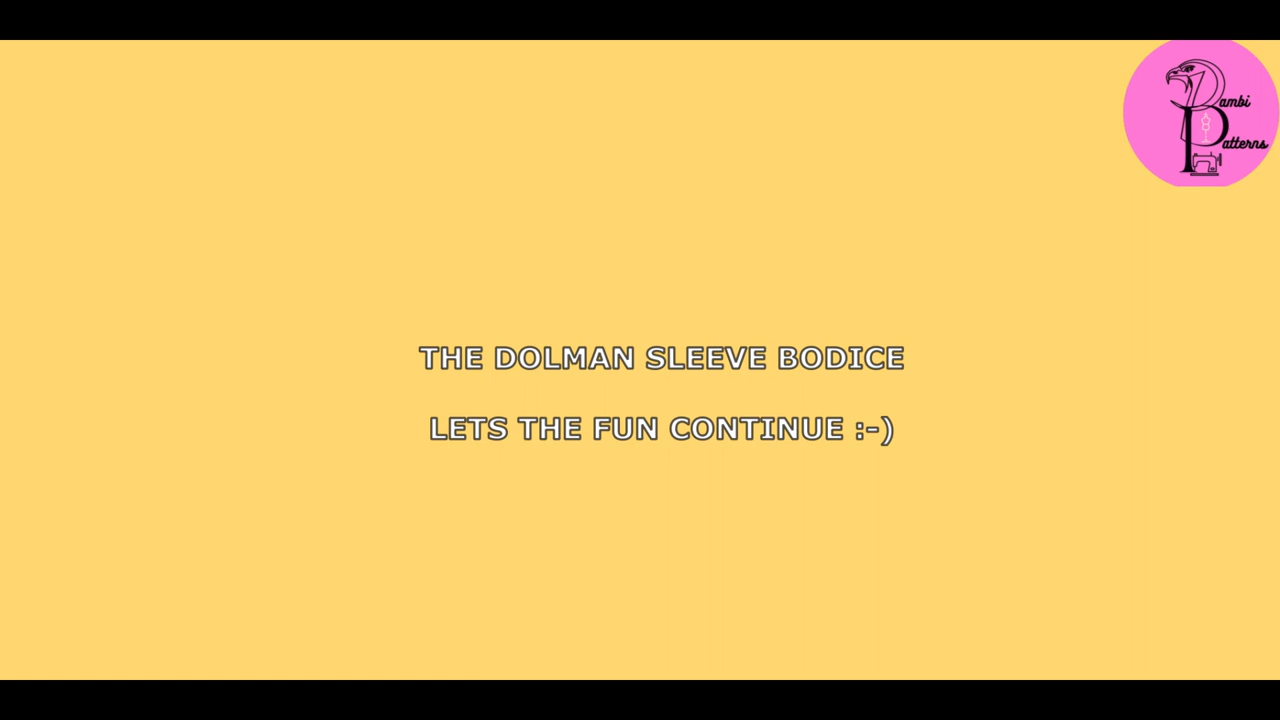 Bambi
Patterns
THE DOLMAN SLEEVE BODICE
LETS THE FUN CONTINUE :-)